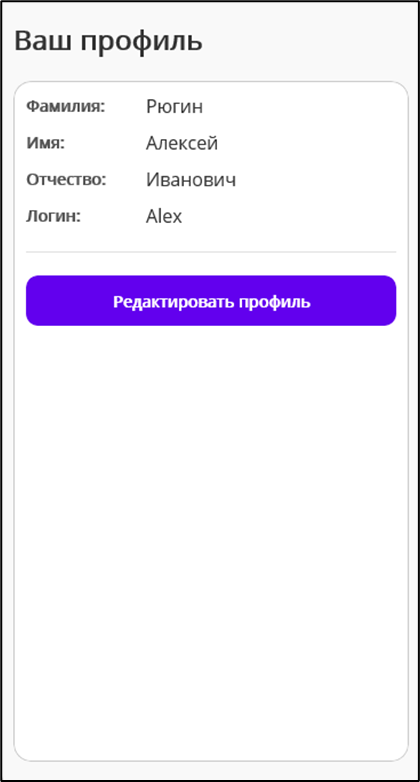 Ваш профиль
Фамилия: Рюгин
Имя: Алексей
Отчество: Иванович
Логин: Alex
Редактировать профиль